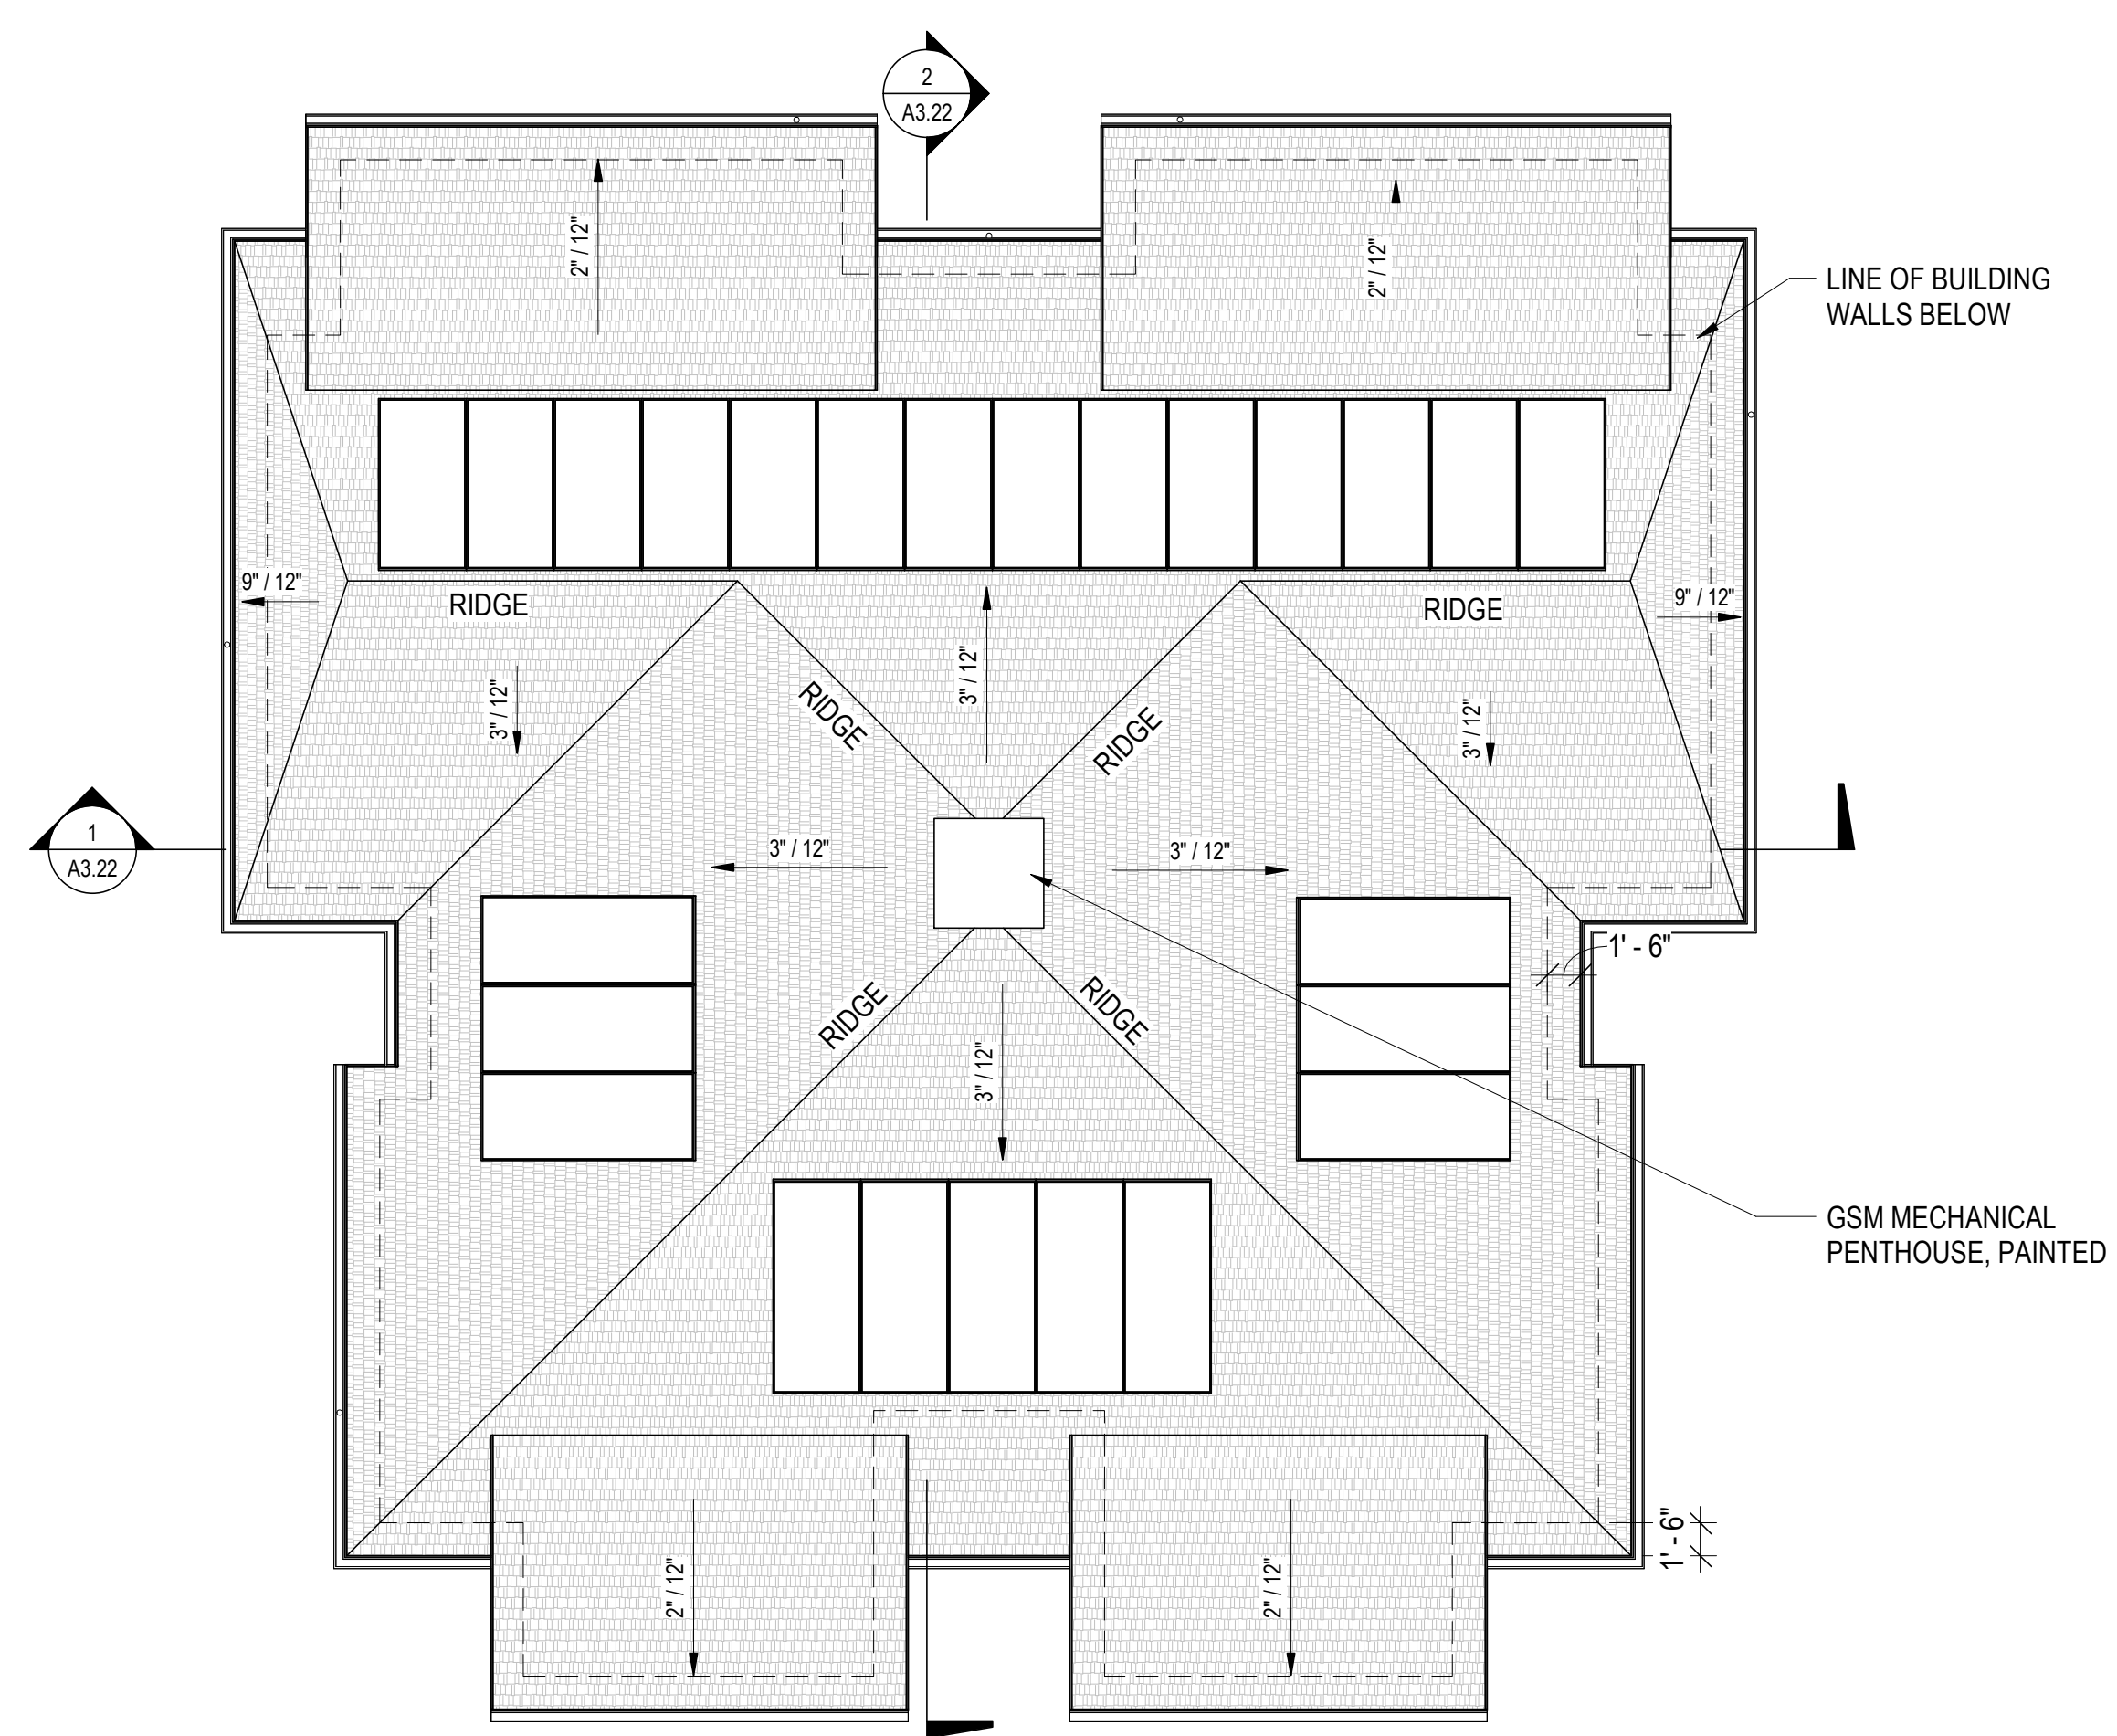 2
A3.22
2" / 12"
2" / 12"
LINE OF BUILDING
WALLS BELOW
9" / 12"
RIDGE
RIDGE
9" / 12"
3" / 12"
RIDGE
3" / 12"
RIDGE
3" / 12"
1
A3.22
3" / 12"
3" / 12"
1' - 6"
RIDGE
RIDGE
3" / 12"
GSM MECHANICAL
PENTHOUSE, PAINTED
2" / 12"
2" / 12"
1' - 6"